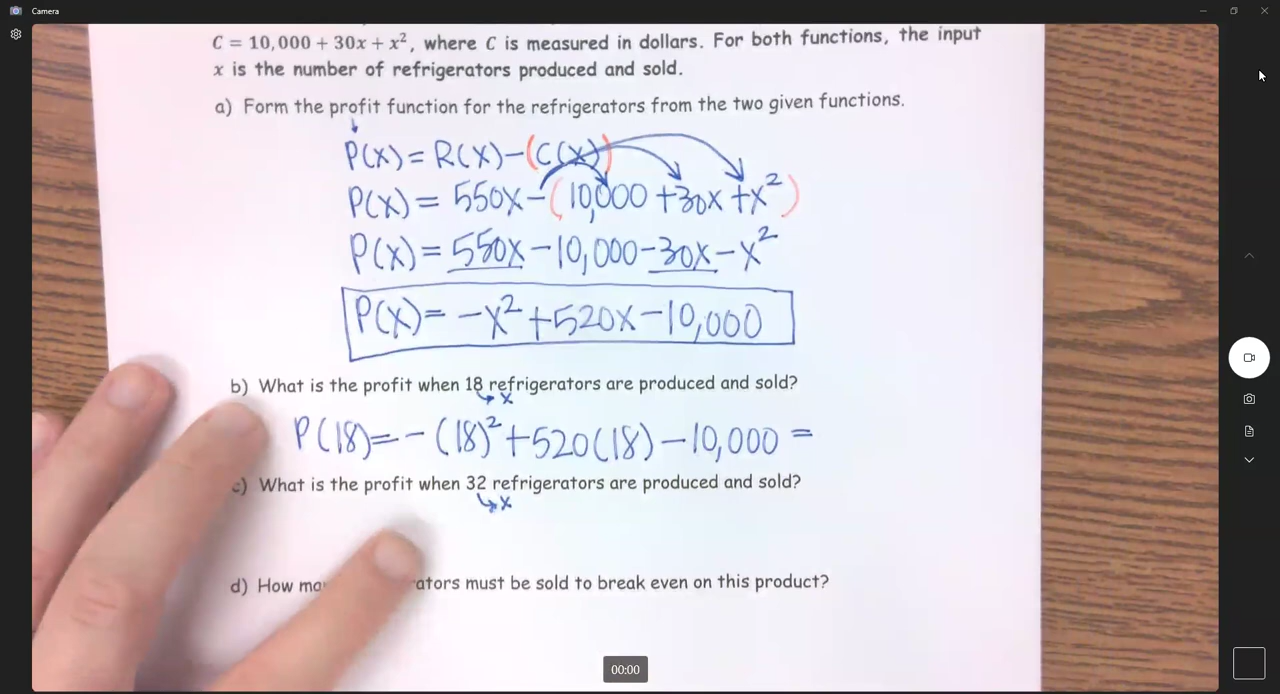 Camera
C = 10,000 + 30x + x², where C is measured in dollars. For both functions, the input
x is the number of refrigerators produced and sold.
a) Form the profit function for the refrigerators from the two given functions.
P(x) = R(x) - (C(x))
P(x) = 550x - (10,000 + 30x + x²)
P(x) = 550x - 10,000 - 30x - x²
P(x) = -x² + 520x - 10,000
b) What is the profit when 18 refrigerators are produced and sold?
x
P(18) = - (18)² + 520(18) - 10,000 =
c) What is the profit when 32 refrigerators are produced and sold?
x
d) How must be sold to break even on this product?
00:00